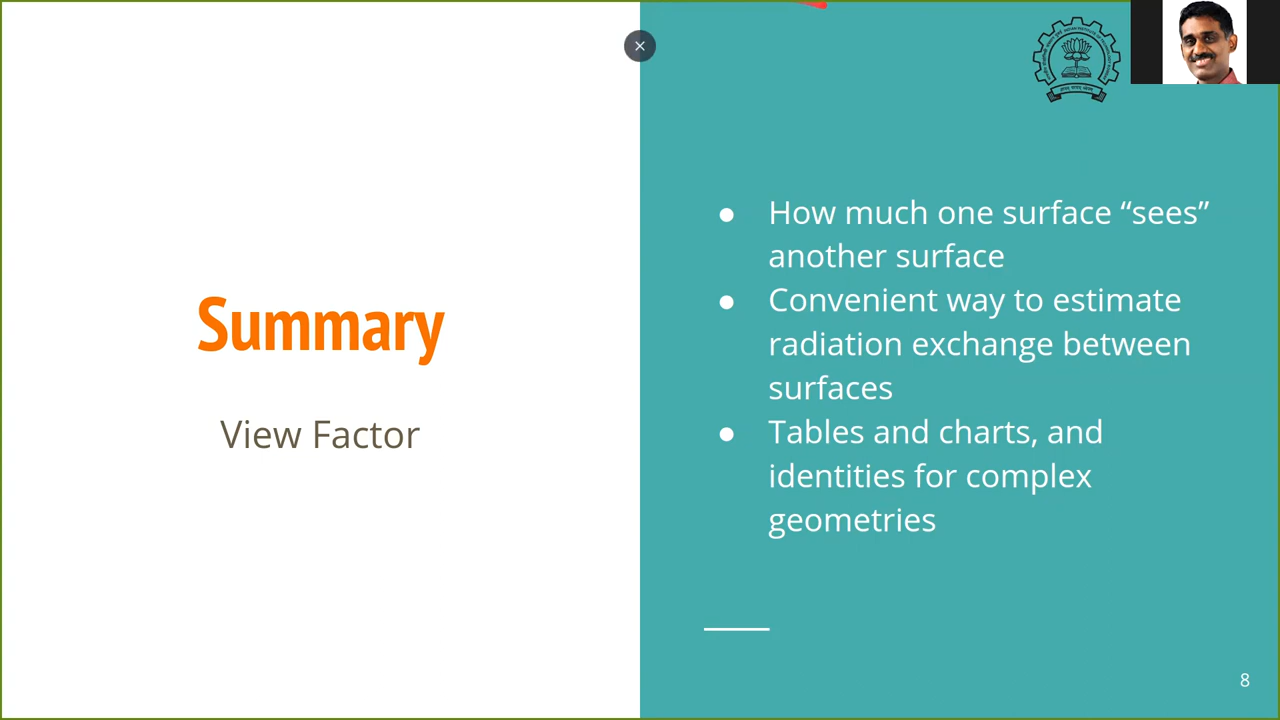 Summary
View Factor
● How much one surface “sees”
another surface
● Convenient way to estimate
radiation exchange between
surfaces
● Tables and charts, and
identities for complex
geometries
8